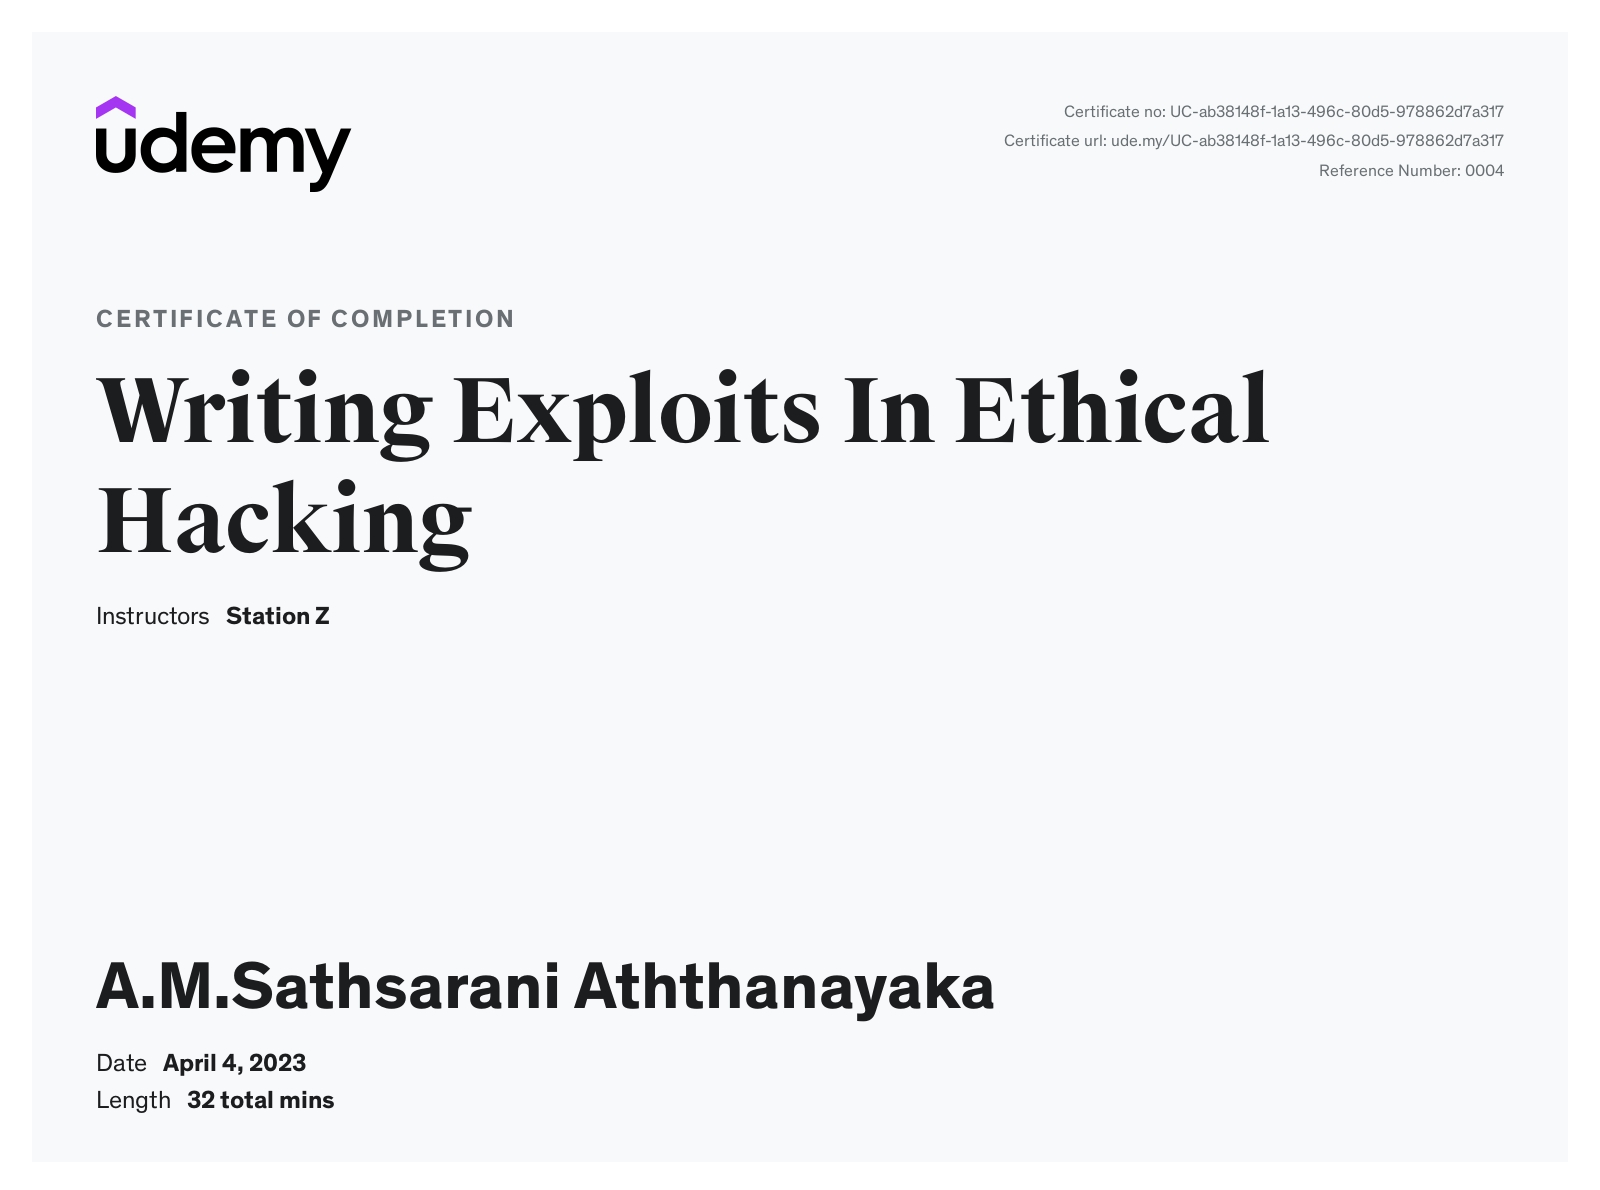 udemy
Certificate no: UC-ab38148f-1a13-496c-80d5-978862d7a317
Certificate url: ude.my/UC-ab38148f-1a13-496c-80d5-978862d7a317
Reference Number: 0004
CERTIFICATE OF COMPLETION
Writing Exploits In Ethical
Hacking
Instructors Station Z
A.M.Sathsarani Aththanayaka
Date April 4, 2023
Length 32 total mins